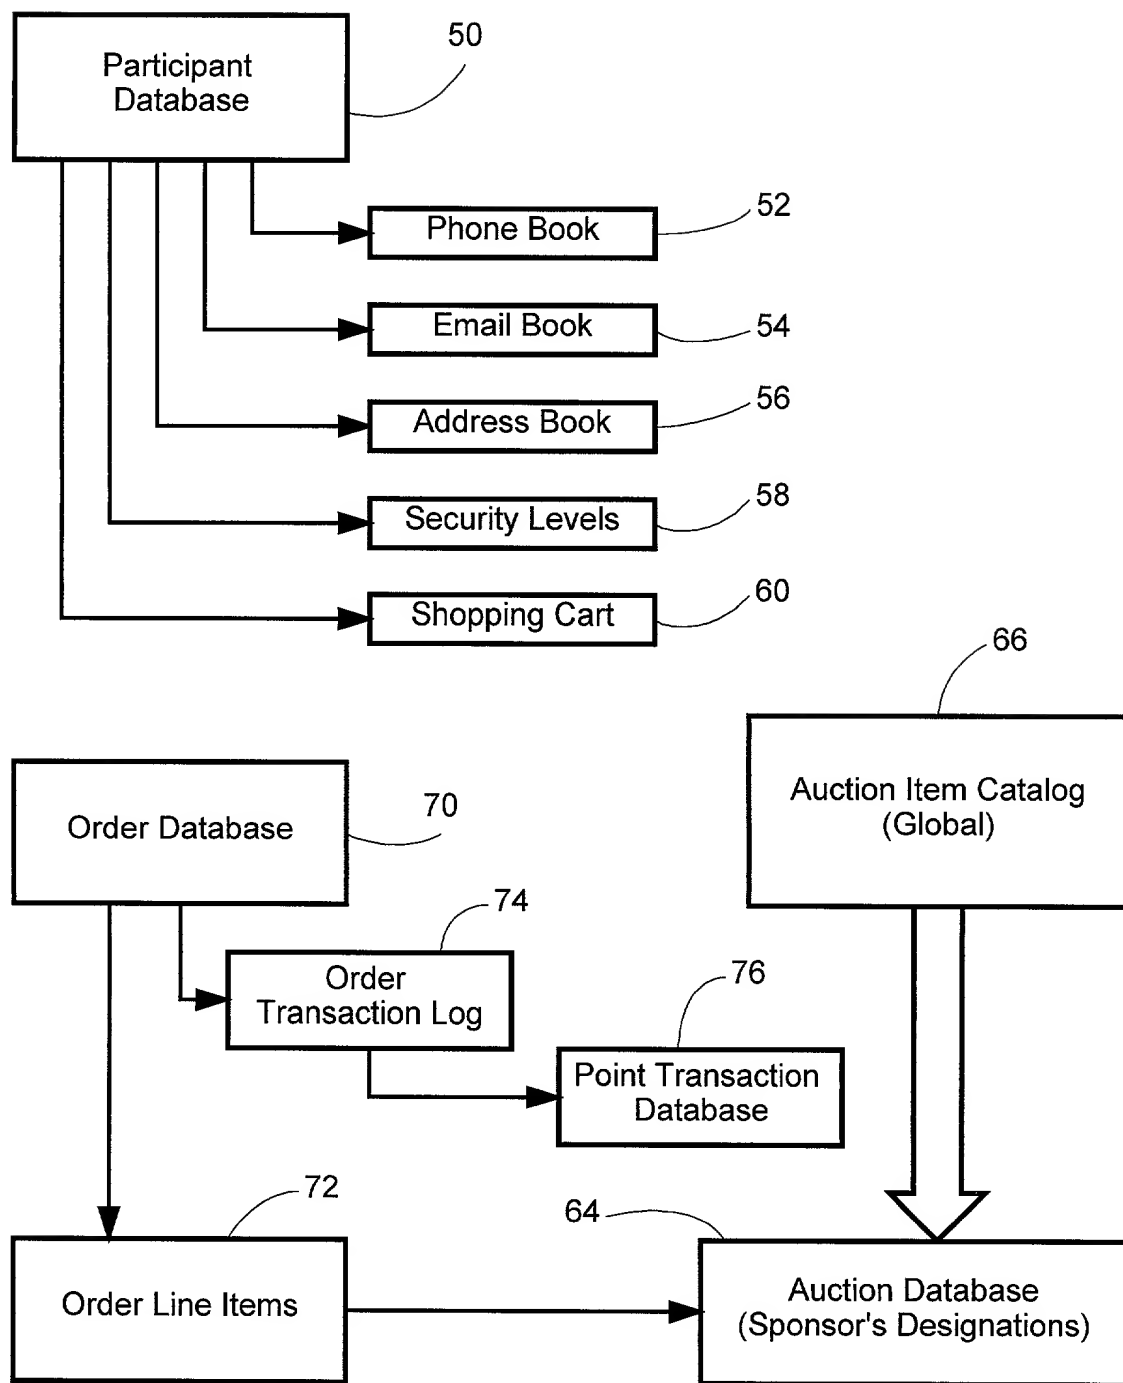 50
Participant
Database
52
Phone Book
54
Email Book
56
Address Book
58
Security Levels
60
Shopping Cart
66
Auction Item Catalog
(Global)
70
Order Database
74
Order
Transaction Log
76
Point Transaction
Database
72
Order Line Items
64
Auction Database
(Sponsor's Designations)